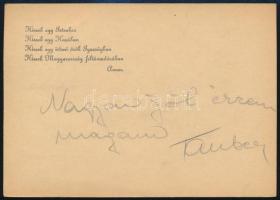 Hiszek egy Istenben
Hiszek egy Hazában
Hiszek egy isteni örök Igazságban
Hiszek Magyarország feltámadásában
Ámen.
Nagyon jól érzem
magam
Tauber